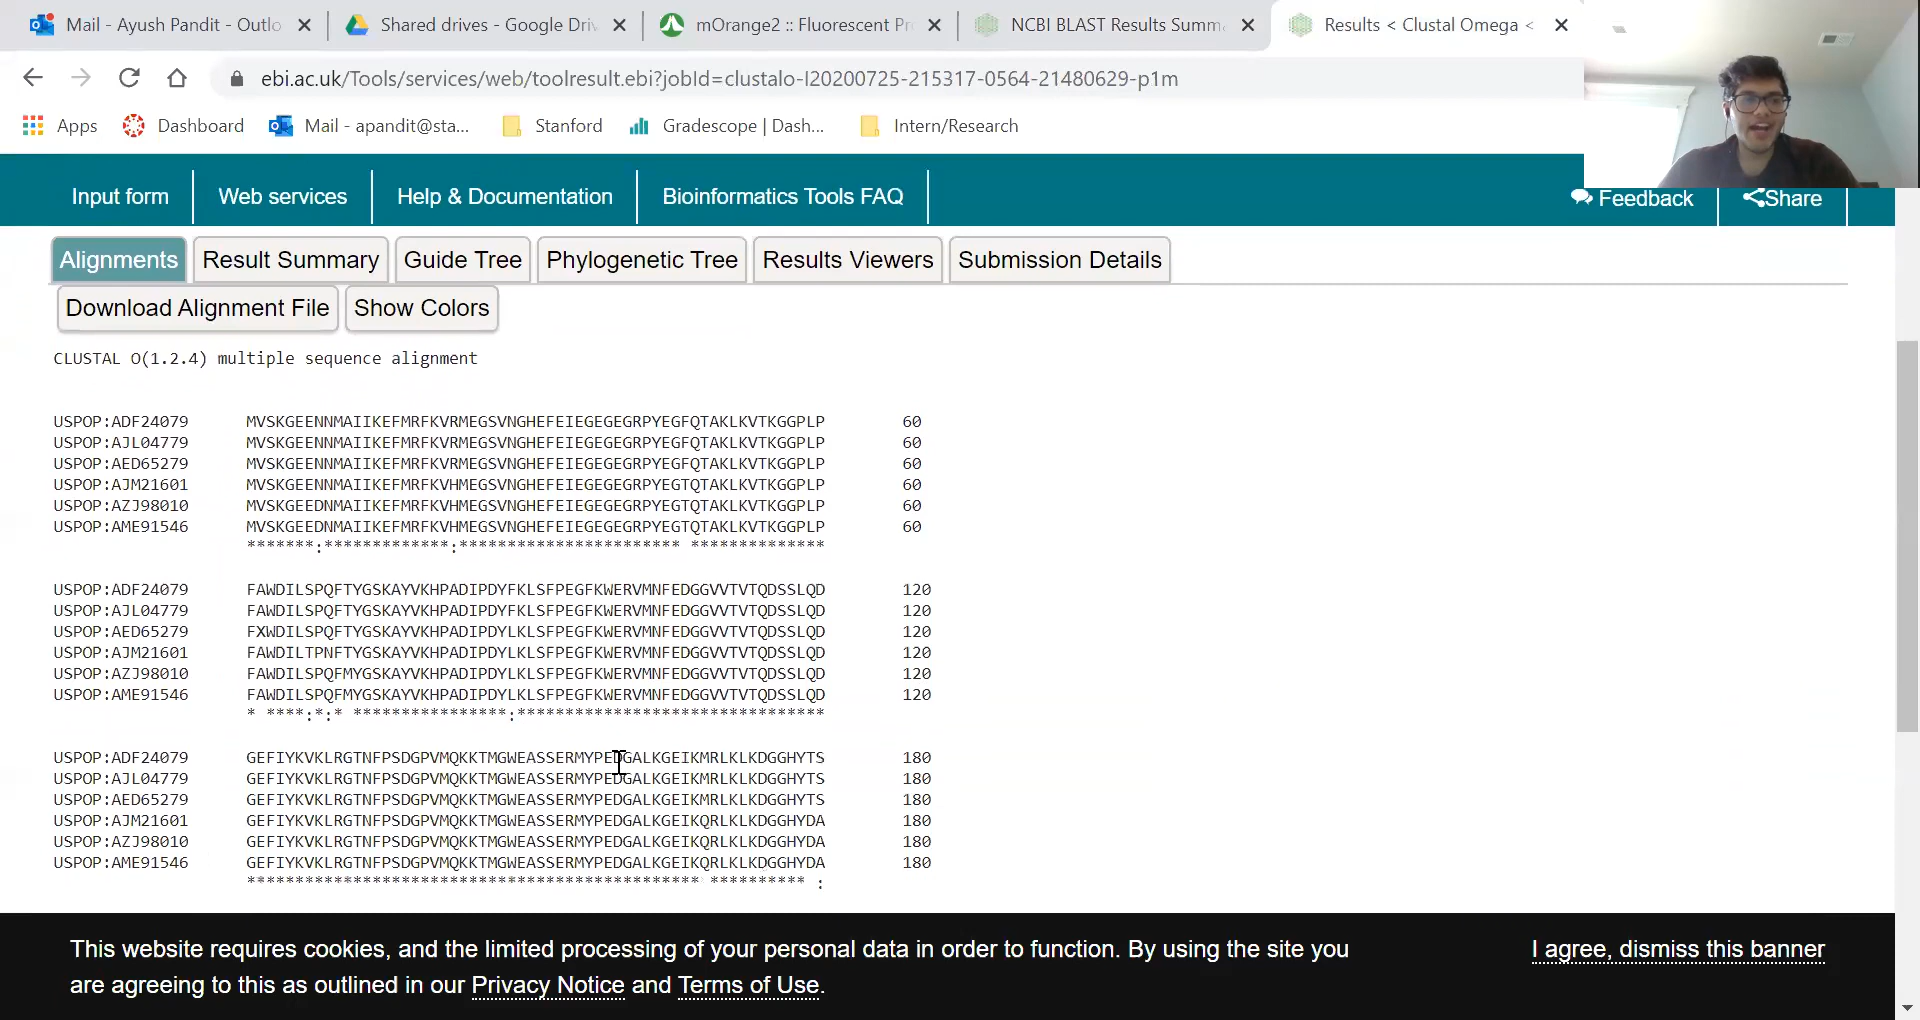 Mail - Ayush Pandit - Outlo
Shared drives - Google Driv
mOrange2 :: Fluorescent Pr
NCBI BLAST Results Summa
Results < Clustal Omega <
ebi.ac.uk/Tools/services/web/toolresult.ebi?jobId=clustalo-I20200725-215317-0564-21480629-p1m
Apps Dashboard Mail - apandit@sta... Stanford Gradescope | Dash... Intern/Research
Input form Web services Help & Documentation Bioinformatics Tools FAQ Feedback Share
Alignments Result Summary Guide Tree Phylogenetic Tree Results Viewers Submission Details
Download Alignment File Show Colors
CLUSTAL O(1.2.4) multiple sequence alignment
USPOP:ADF24079 MVSKGEENNMAIIKEFMRFKVRMEGSVNGHEFEIEGEGEGRPYEGFQTAKLKVTKGGPLP 60
USPOP:AJL04779 MVSKGEENNMAIIKEFMRFKVRMEGSVNGHEFEIEGEGEGRPYEGFQTAKLKVTKGGPLP 60
USPOP:AED65279 MVSKGEENNMAIIKEFMRFKVRMEGSVNGHEFEIEGEGEGRPYEGFQTAKLKVTKGGPLP 60
USPOP:AJM21601 MVSKGEENNMAIIKEFMRFKVHMEGSVNGHEFEIEGEGEGRPYEGTQTAKLKVTKGGPLP 60
USPOP:AZJ98010 MVSKGEEDNMAIIKEFMRFKVHMEGSVNGHEFEIEGEGEGRPYEGTQTAKLKVTKGGPLP 60
USPOP:AME91546 MVSKGEEDNMAIIKEFMRFKVHMEGSVNGHEFEIEGEGEGRPYEGTQTAKLKVTKGGPLP 60
*******:*************:*********************** **************
USPOP:ADF24079 FAWDILSPQFTYGSKAYVKHPADIPDYFKLSFPEGFKWERVMNFEDGGVVTVTQDSSLQD 120
USPOP:AJL04779 FAWDILSPQFTYGSKAYVKHPADIPDYFKLSFPEGFKWERVMNFEDGGVVTVTQDSSLQD 120
USPOP:AED65279 FXWDILSPQFTYGSKAYVKHPADIPDYLKLSFPEGFKWERVMNFEDGGVVTVTQDSSLQD 120
USPOP:AJM21601 FAWDILTPNFTYGSKAYVKHPADIPDYLKLSFPEGFKWERVMNFEDGGVVTVTQDSSLQD 120
USPOP:AZJ98010 FAWDILSPQFMYGSKAYVKHPADIPDYLKLSFPEGFKWERVMNFEDGGVVTVTQDSSLQD 120
USPOP:AME91546 FAWDILSPQFMYGSKAYVKHPADIPDYLKLSFPEGFKWERVMNFEDGGVVTVTQDSSLQD 120
* ****:*:* ****************:********************************
USPOP:ADF24079 GEFIYKVKLRGTNFPSDGPVMQKKTMGWEASSERMYPEDGALKGEIKMRLKLKDGGHYTS 180
USPOP:AJL04779 GEFIYKVKLRGTNFPSDGPVMQKKTMGWEASSERMYPEDGALKGEIKMRLKLKDGGHYTS 180
USPOP:AED65279 GEFIYKVKLRGTNFPSDGPVMQKKTMGWEASSERMYPEDGALKGEIKMRLKLKDGGHYTS 180
USPOP:AJM21601 GEFIYKVKLRGTNFPSDGPVMQKKTMGWEASSERMYPEDGALKGEIKQRLKLKDGGHYDA 180
USPOP:AZJ98010 GEFIYKVKLRGTNFPSDGPVMQKKTMGWEASSERMYPEDGALKGEIKQRLKLKDGGHYDA 180
USPOP:AME91546 GEFIYKVKLRGTNFPSDGPVMQKKTMGWEASSERMYPEDGALKGEIKQRLKLKDGGHYDA 180
*********************************************** ********** :
This website requires cookies, and the limited processing of your personal data in order to function. By using the site you
are agreeing to this as outlined in our Privacy Notice and Terms of Use.
I agree, dismiss this banner